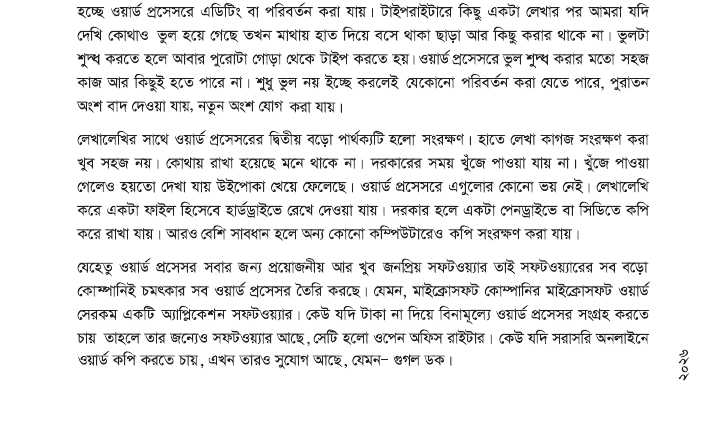 হচ্ছে ওয়ার্ড প্রসেসরে এডিটিং বা পরিবর্তন করা যায়। টাইপরাইটারে কিছু একটা লেখার পর আমরা যদি
দেখি কোথাও ভুল হয়ে গেছে তখন মাথায় হাত দিয়ে বসে থাকা ছাড়া আর কিছু করার থাকে না। ভুলটা
শুদ্ধ করতে হলে আবার পুরোটা গোড়া থেকে টাইপ করতে হয়। ওয়ার্ড প্রসেসরে ভুল শুদ্ধ করার মতো সহজ
কাজ আর কিছুই হতে পারে না। শুধু ভুল নয় ইচ্ছে করলেই যেকোনো পরিবর্তন করা যেতে পারে, পুরাতন
অংশ বাদ দেওয়া যায়, নতুন অংশ যোগ করা যায়।
লেখালেখির সাথে ওয়ার্ড প্রসেসরের দ্বিতীয় বড়ো পার্থক্যটি হলো সংরক্ষণ। হাতে লেখা কাগজ সংরক্ষণ করা
খুব সহজ নয়। কোথায় রাখা হয়েছে মনে থাকে না। দরকারের সময় খুঁজে পাওয়া যায় না। খুঁজে পাওয়া
গেলেও হয়তো দেখা যায় উইপোকা খেয়ে ফেলেছে। ওয়ার্ড প্রসেসরে এগুলোর কোনো ভয় নেই। লেখালেখি
করে একটা ফাইল হিসেবে হার্ডড্রাইভে রেখে দেওয়া যায়। দরকার হলে একটা পেনড্রাইভে বা সিডিতে কপি
করে রাখা যায়। আরও বেশি সাবধান হলে অন্য কোনো কম্পিউটারেও কপি সংরক্ষণ করা যায়।
যেহেতু ওয়ার্ড প্রসেসর সবার জন্য প্রয়োজনীয় আর খুব জনপ্রিয় সফটওয়্যার তাই সফটওয়্যারের সব বড়ো
কোম্পানিই চমৎকার সব ওয়ার্ড প্রসেসর তৈরি করছে। যেমন, মাইক্রোসফট কোম্পানির মাইক্রোসফট ওয়ার্ড
সেরকম একটি অ্যাপ্লিকেশন সফটওয়্যার। কেউ যদি টাকা না দিয়ে বিনামূল্যে ওয়ার্ড প্রসেসর সংগ্রহ করতে
চায় তাহলে তার জন্যেও সফটওয়্যার আছে, সেটি হলো ওপেন অফিস রাইটার। কেউ যদি সরাসরি অনলাইনে
ওয়ার্ড কপি করতে চায়, এখন তারও সুযোগ আছে, যেমন– গুগল ডক।
২০২৬